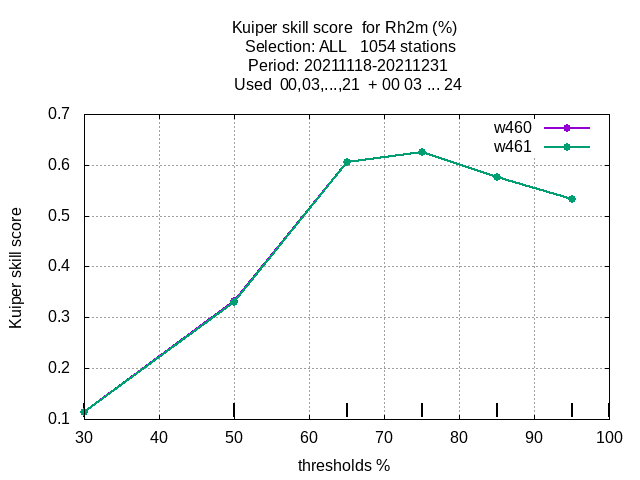 Kuiper skill score  for Rh2m (%)
Selection: ALL   1054 stations
Period: 20211118-20211231
Used  00,03,...,21  + 00 03 ... 24
w460
w461
0.7
0.6
0.5
0.4
0.3
0.2
0.1
Kuiper skill score
30 40 50 60 70 80 90 100
thresholds %